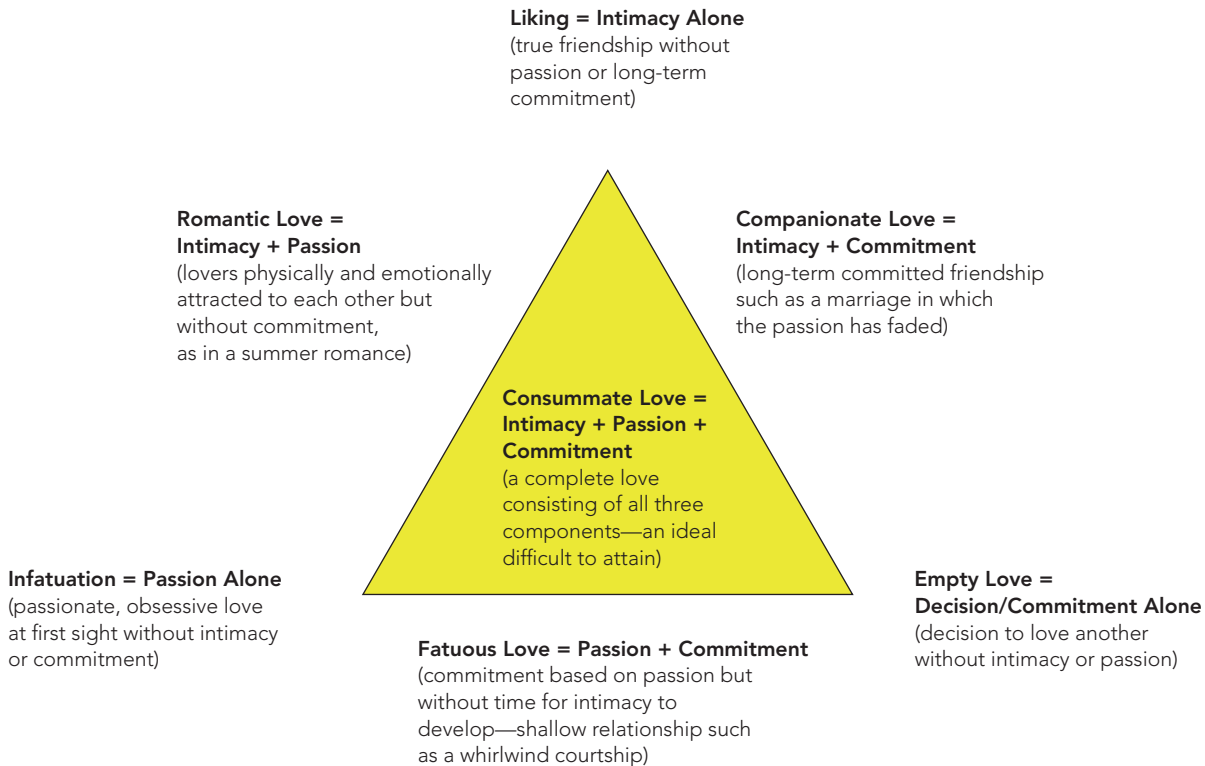 Liking = Intimacy Alone
(true friendship without
passion or long-term
commitment)
Romantic Love =
Intimacy + Passion
(lovers physically and emotionally
attracted to each other but
without commitment,
as in a summer romance)
Companionate Love =
Intimacy + Commitment
(long-term committed friendship
such as a marriage in which
the passion has faded)
Consummate Love =
Intimacy + Passion +
Commitment
(a complete love
consisting of all three
components—an ideal
difficult to attain)
Infatuation = Passion Alone
(passionate, obsessive love
at first sight without intimacy
or commitment)
Fatuous Love = Passion + Commitment
(commitment based on passion but
without time for intimacy to
develop—shallow relationship such
as a whirlwind courtship)
Empty Love =
Decision/Commitment Alone
(decision to love another
without intimacy or passion)